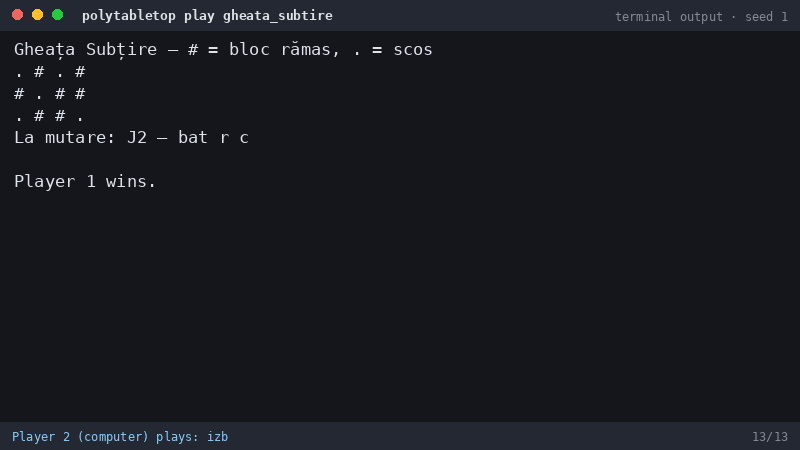 polytabletop play gheata_subtire
terminal output · seed 1
Gheața Subțire — # = bloc rămas, . = scos
. # . #
# . # #
. # # .
La mutare: J2 — bat r c
Player 1 wins.
Player 2 (computer) plays: izb
13/13